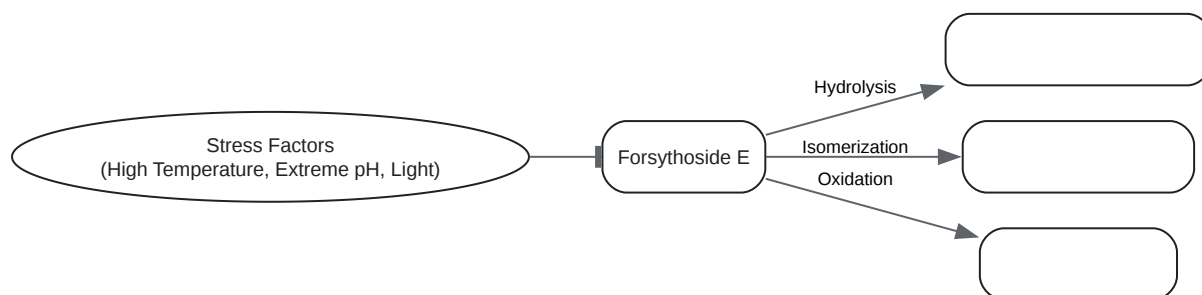 Stress Factors
(High Temperature, Extreme pH, Light)
Forsythoside E
Hydrolysis
Isomerization
Oxidation